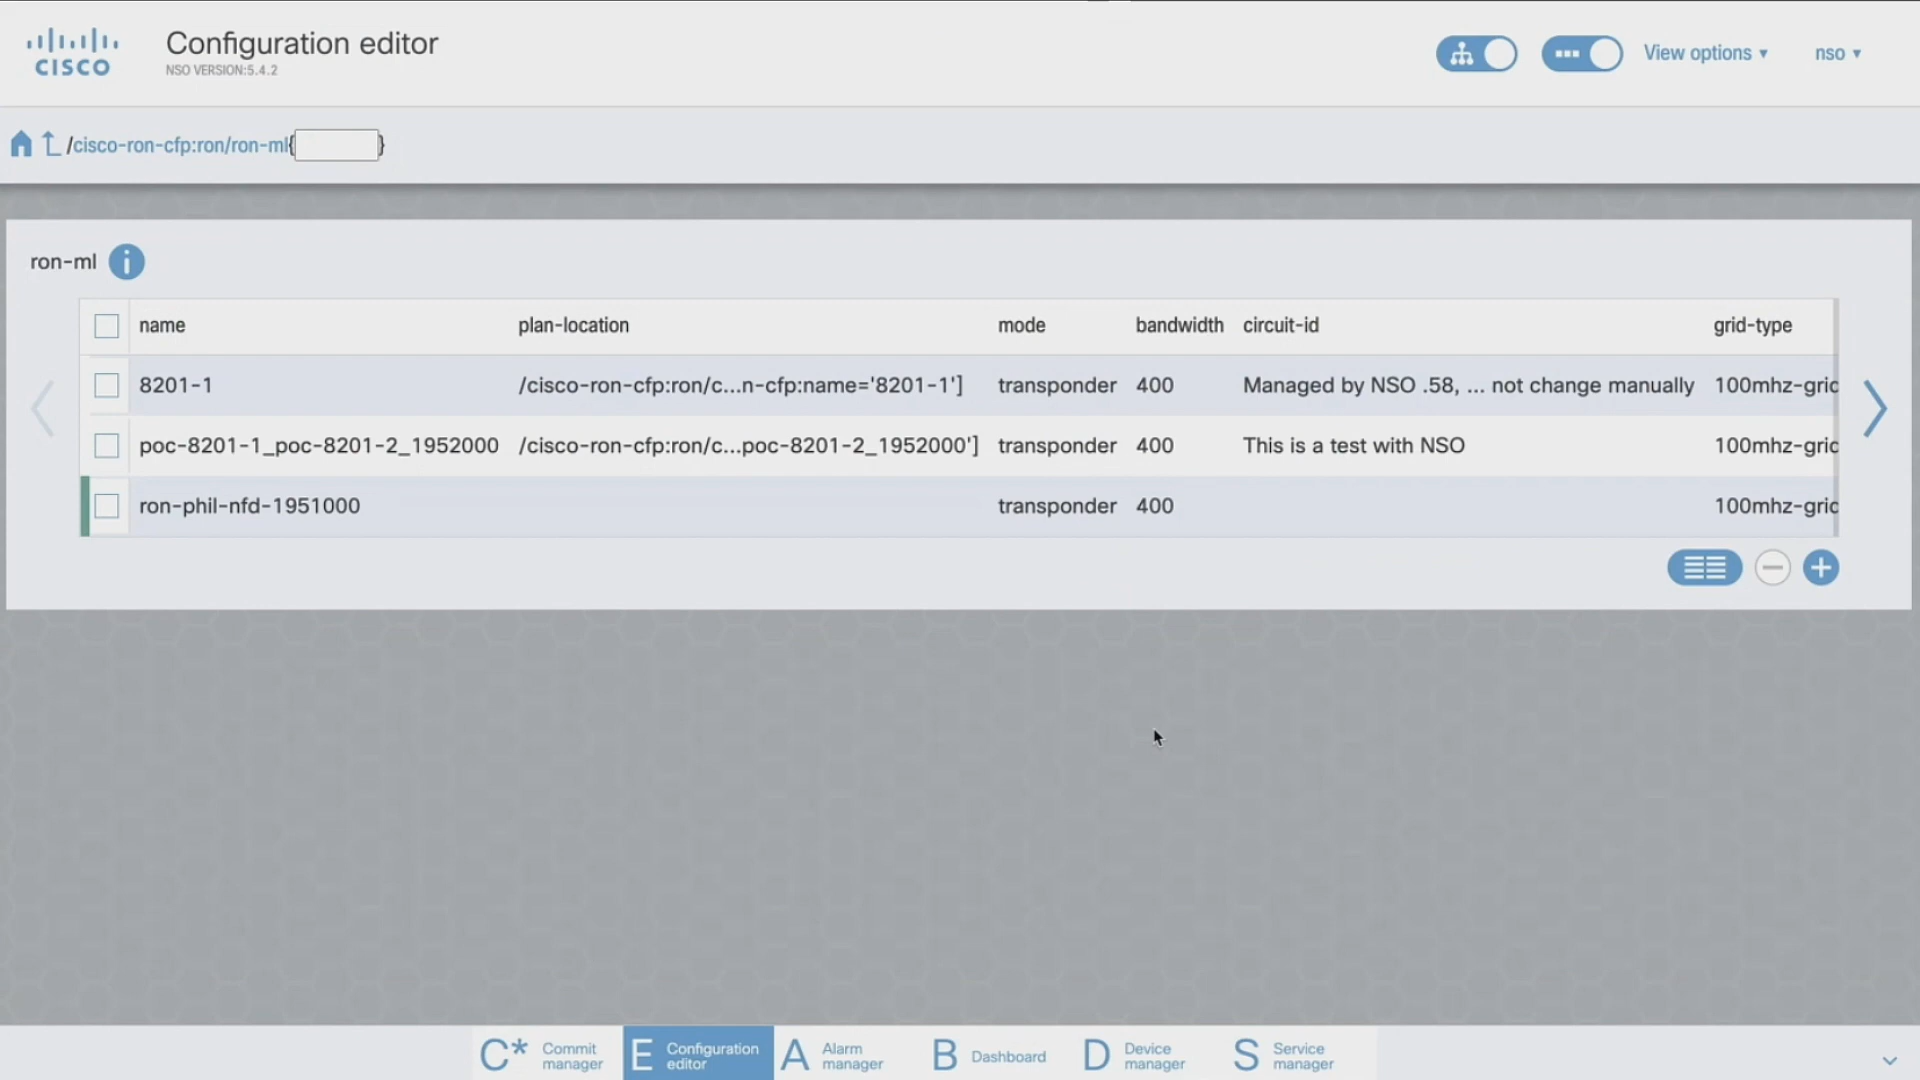 CISCO
Configuration editor
NSO VERSION:5.4.2
View options
nso
/cisco-ron-cfp:ron/ron-ml{ }
ron-ml i
name plan-location mode bandwidth circuit-id grid-type
8201-1 /cisco-ron-cfp:ron/c...n-cfp:name='8201-1'] transponder 400 Managed by NSO .58, ... not change manually 100mhz-gric
poc-8201-1_poc-8201-2_1952000 /cisco-ron-cfp:ron/c...poc-8201-2_1952000'] transponder 400 This is a test with NSO 100mhz-gric
ron-phil-nfd-1951000 transponder 400 100mhz-gric
C* Commit manager
E Configuration editor
A Alarm manager
B Dashboard
D Device manager
S Service manager